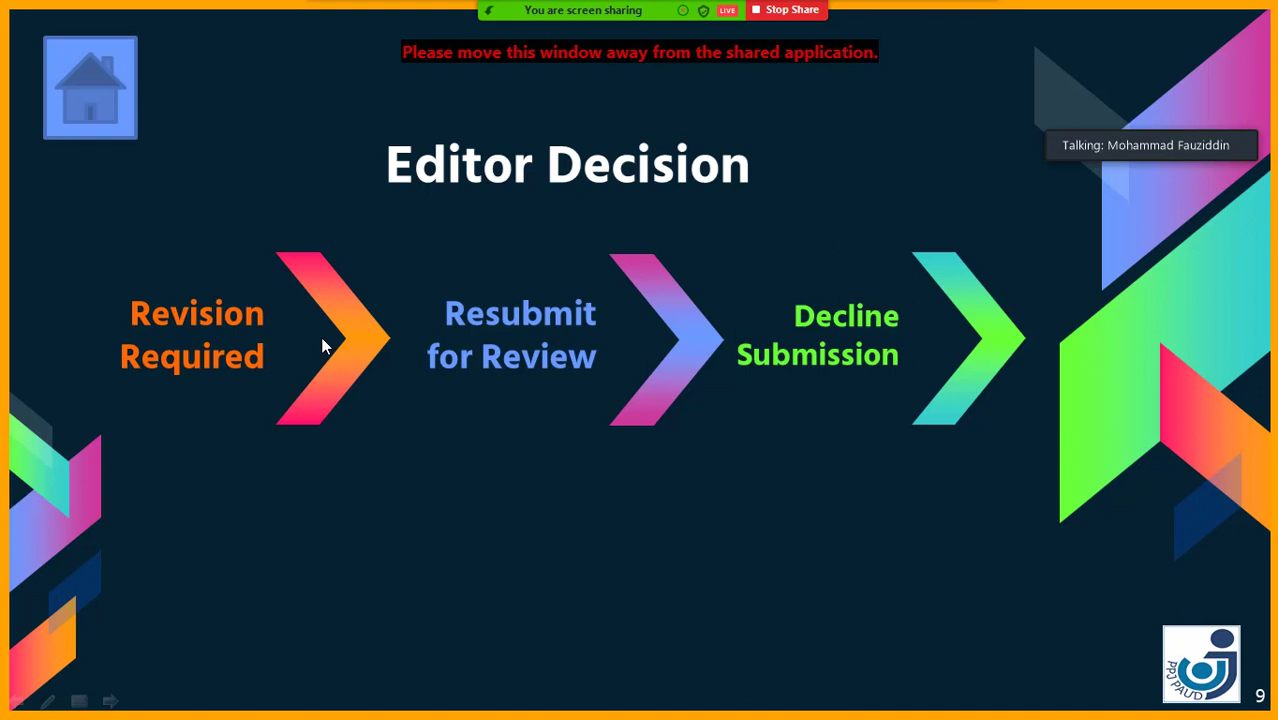 You are screen sharing
LIVE
Stop Share
Please move this window away from the shared application.
Talking: Mohammad Fauziddin
Editor Decision
Revision
Required
Resubmit
for Review
Decline
Submission
PPJ PAUD
9